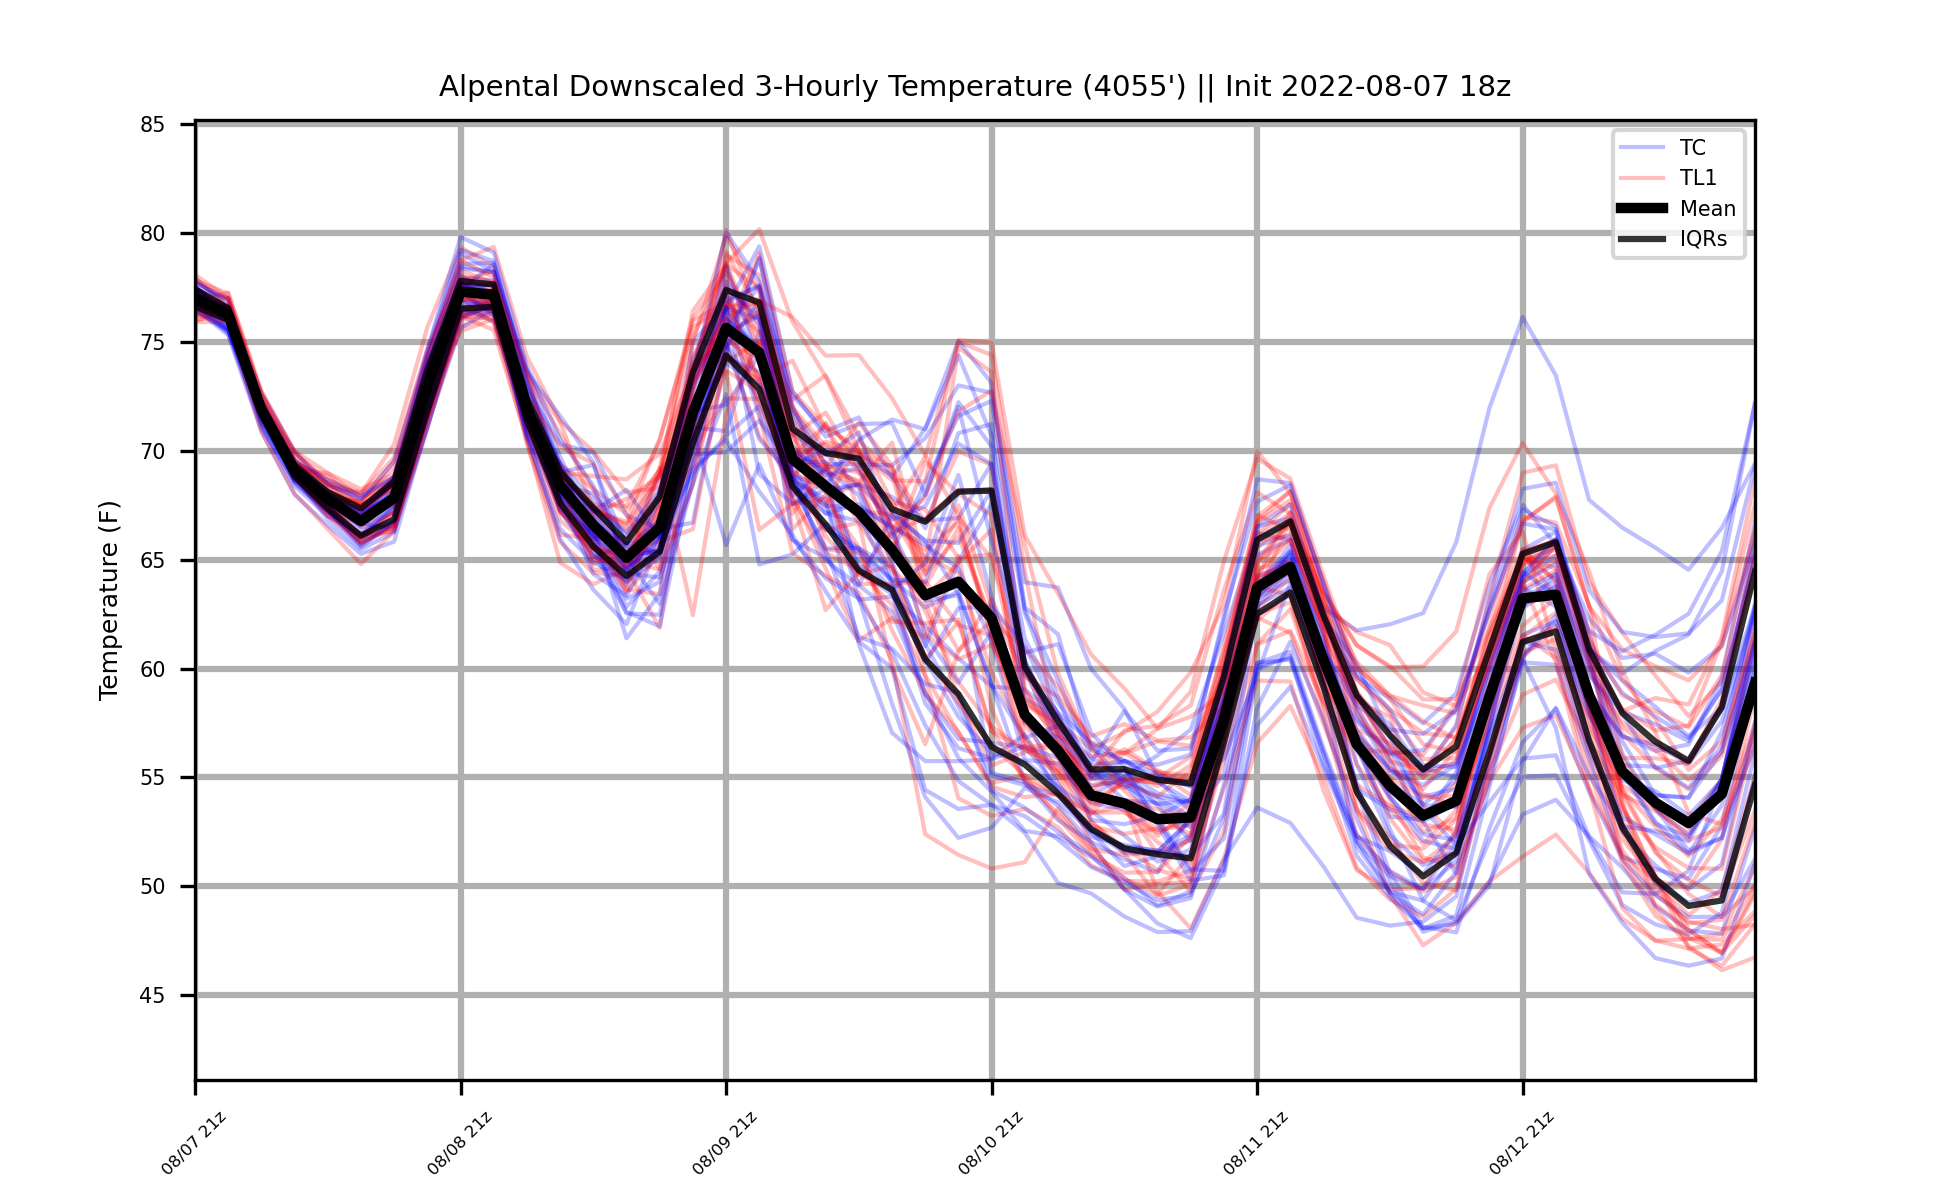 Alpental Downscaled 3-Hourly Temperature (4055') || Init 2022-08-07 18z
TC
TL1
Mean
IQRs
Temperature (F)
85
80
75
70
65
60
55
50
45
08/07 21z
08/08 21z
08/09 21z
08/10 21z
08/11 21z
08/12 21z